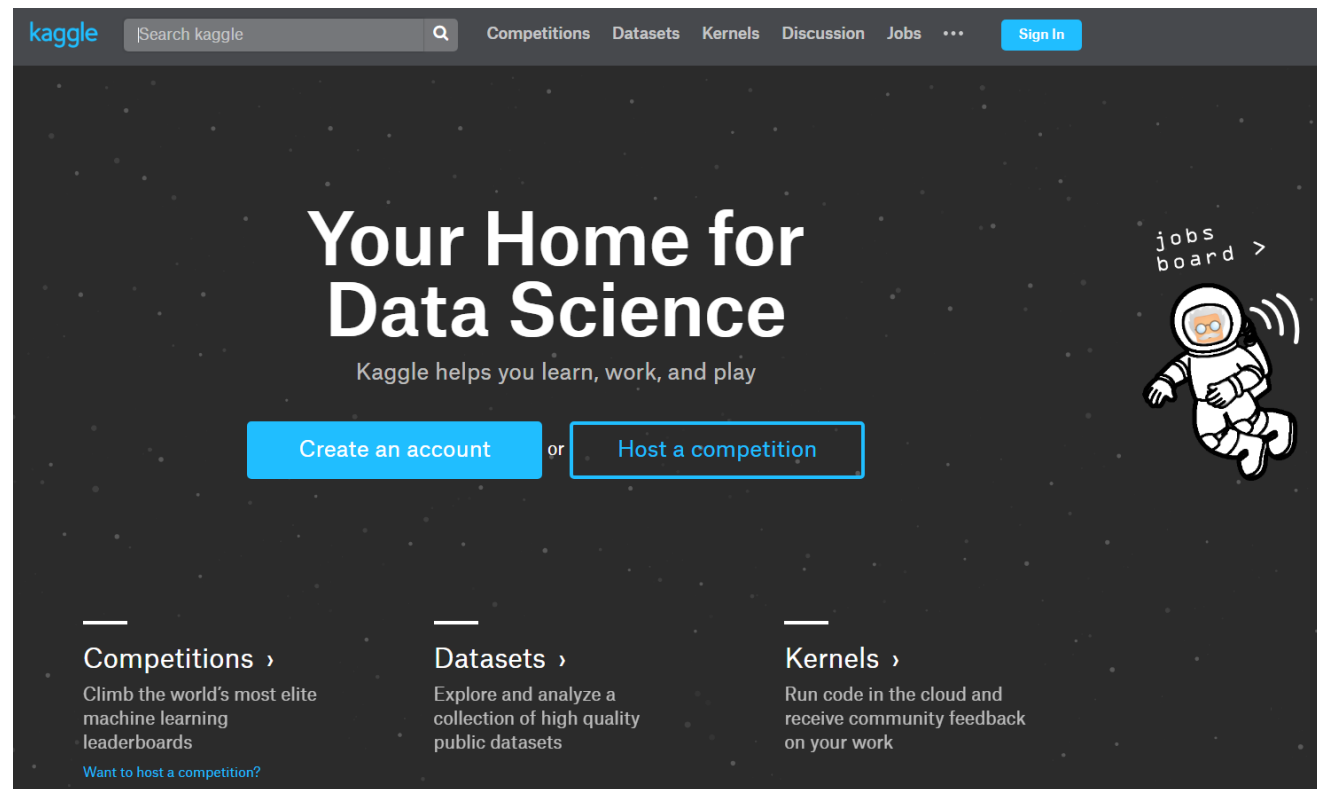 kaggle
Search kaggle
Competitions Datasets Kernels Discussion Jobs •••
Sign In
Your Home for
Data Science
Kaggle helps you learn, work, and play
Create an account
or
Host a competition
jobs
board >
Competitions ›
Climb the world's most elite
machine learning
leaderboards
Want to host a competition?
Datasets ›
Explore and analyze a
collection of high quality
public datasets
Kernels ›
Run code in the cloud and
receive community feedback
on your work